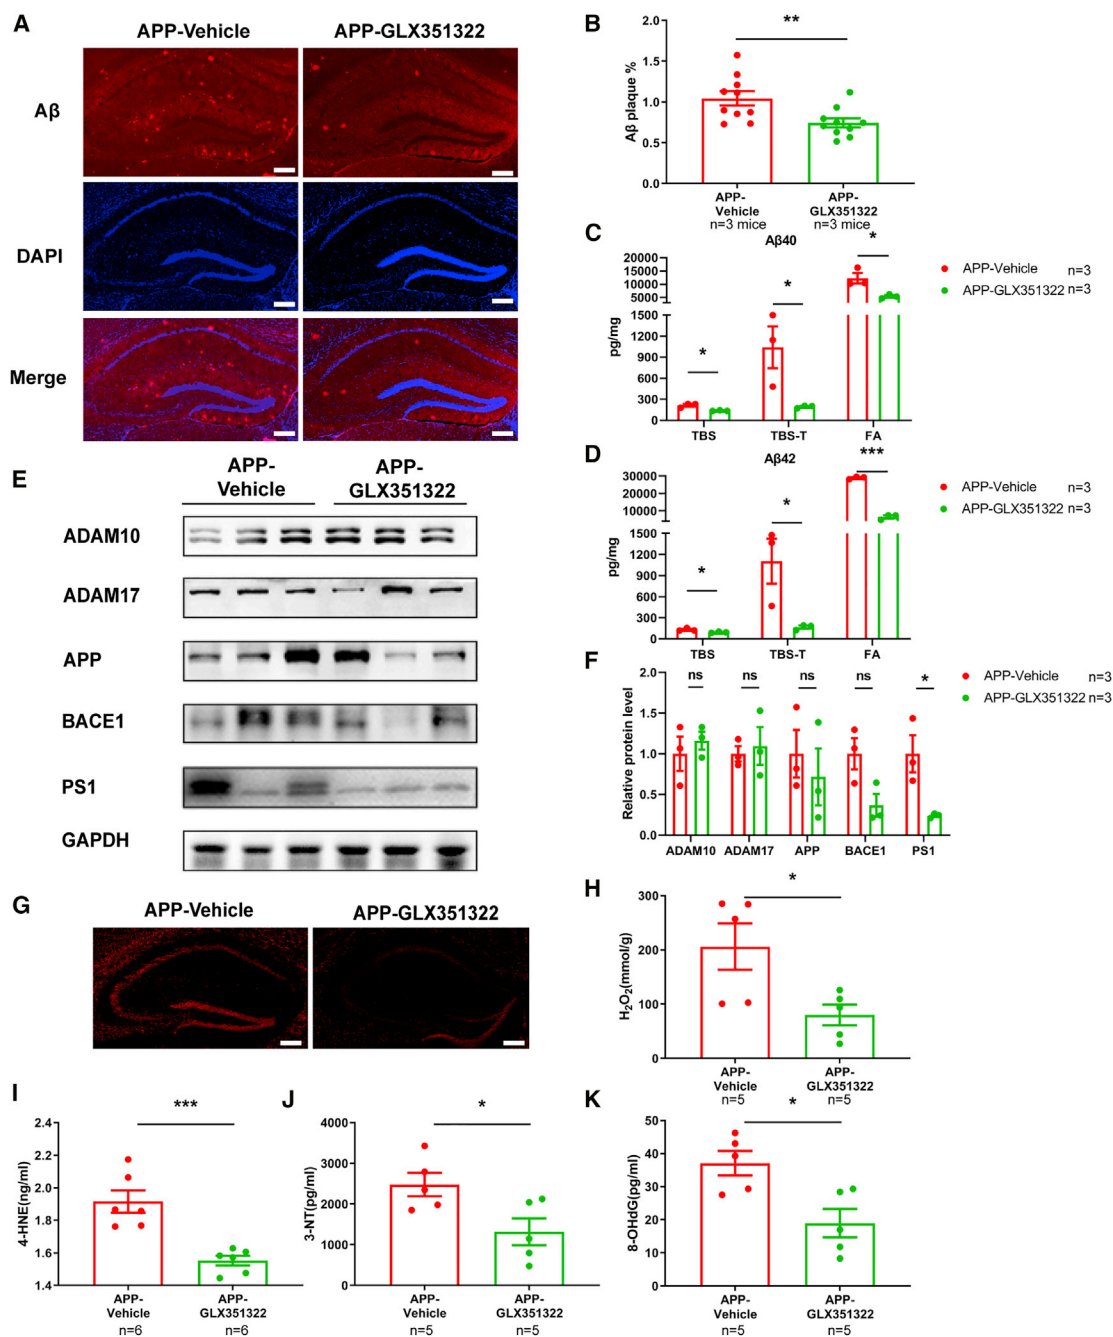 A
APP-Vehicle
APP-GLX351322
Aβ
DAPI
Merge
B
**
Aβ plaque %
2.0
1.5
1.0
0.5
0.0
APP-
Vehicle
n=3 mice
APP-
GLX351322
n=3 mice
C
Aβ40
*
*
*
pg/mg
25000
20000
15000
10000
5000
1500
1200
900
600
300
0
TBS
TBS-T
FA
APP-Vehicle n=3
APP-GLX351322 n=3
D
Aβ42
***
*
*
pg/mg
30000
20000
10000
1500
1200
900
600
300
0
TBS
TBS-T
FA
APP-Vehicle n=3
APP-GLX351322 n=3
E
APP-
Vehicle
APP-
GLX351322
ADAM10
ADAM17
APP
BACE1
PS1
GAPDH
F
ns
ns
ns
ns
*
Relative protein level
2.0
1.5
1.0
0.5
0.0
ADAM10
ADAM17
APP
BACE1
PS1
APP-Vehicle n=3
APP-GLX351322 n=3
G
APP-Vehicle
APP-GLX351322
H
*
H₂O₂(mmol/g)
300
200
100
0
APP-
Vehicle
n=5
APP-
GLX351322
n=5
I
***
4-HNE(ng/ml)
2.4
2.2
2.0
1.8
1.6
1.4
APP-
Vehicle
n=6
APP-
GLX351322
n=6
J
*
3-NT(pg/ml)
4000
3000
2000
1000
0
APP-
Vehicle
n=5
APP-
GLX351322
n=5
K
*
8-OHdG(pg/ml)
50
40
30
20
10
0
APP-
Vehicle
n=5
APP-
GLX351322
n=5